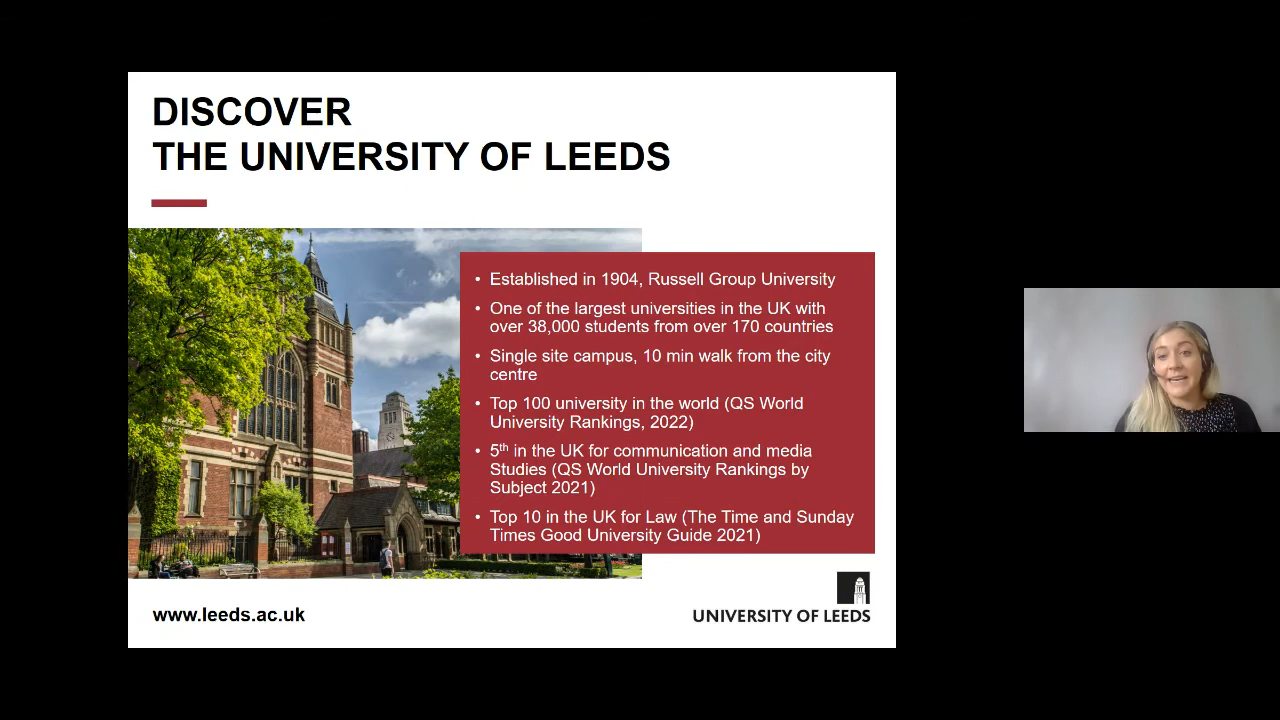 DISCOVER
THE UNIVERSITY OF LEEDS
• Established in 1904, Russell Group University
• One of the largest universities in the UK with
over 38,000 students from over 170 countries
• Single site campus, 10 min walk from the city
centre
• Top 100 university in the world (QS World
University Rankings, 2022)
• 5th in the UK for communication and media
Studies (QS World University Rankings by
Subject 2021)
• Top 10 in the UK for Law (The Time and Sunday
Times Good University Guide 2021)
www.leeds.ac.uk
UNIVERSITY OF LEEDS